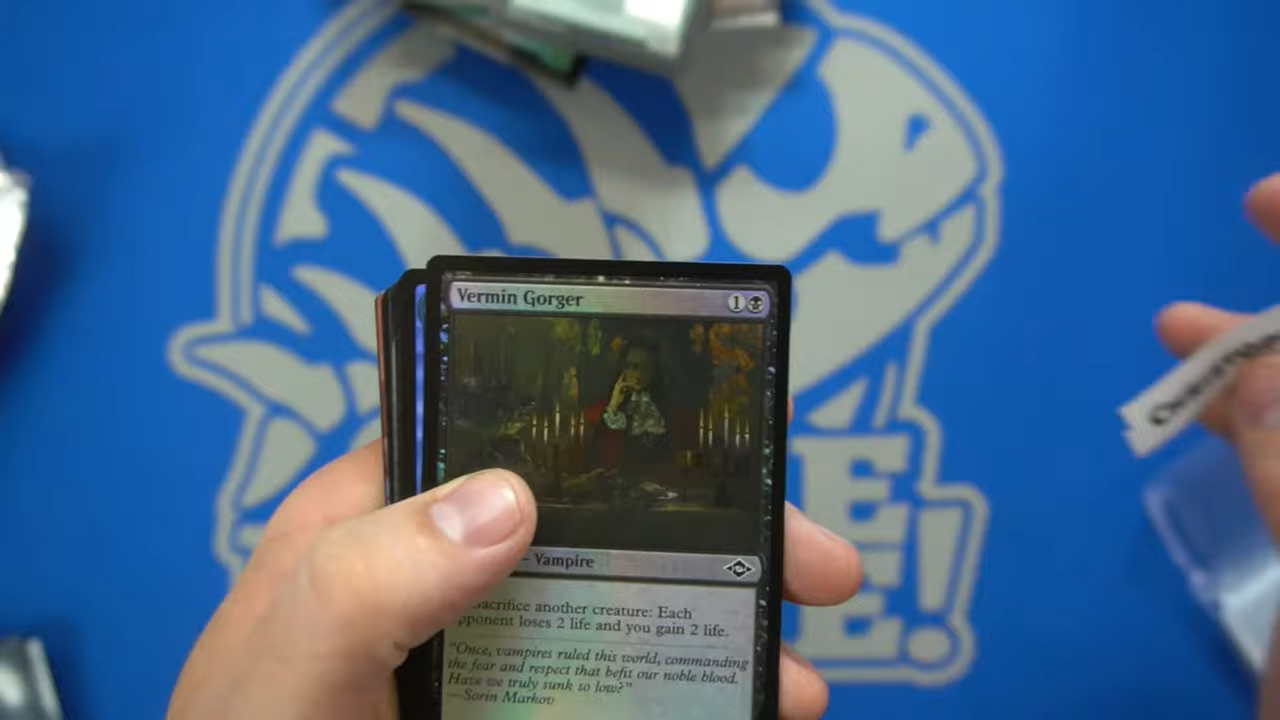 Vermin Gorger
1
– Vampire
Sacrifice another creature: Each
opponent loses 2 life and you gain 2 life.
"Once, vampires ruled this world, commanding
the fear and respect that befit our noble blood.
Have we truly sunk so low?"
—Sorin Markov
E
E!